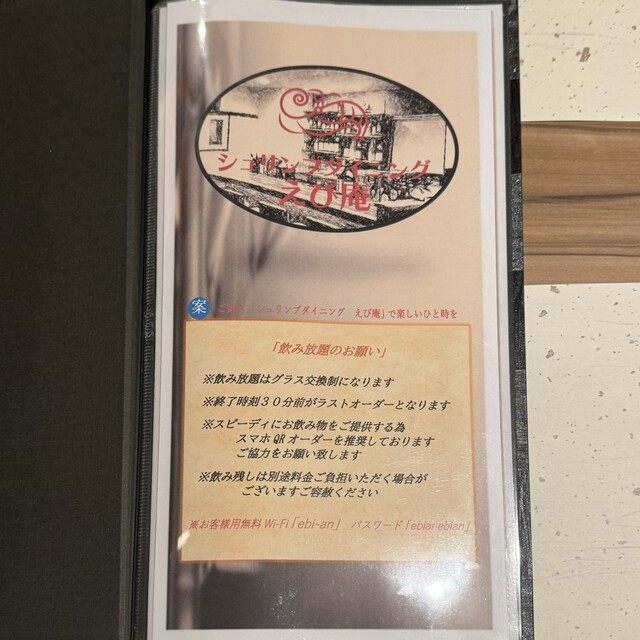 シュリンプダイニング
えび庵
案
「シュリンプダイニング えび庵」で楽しいひと時を
「飲み放題のお願い」
※飲み放題はグラス交換制になります
※終了時刻３０分前がラストオーダーとなります
※スピーディにお飲み物をご提供する為
スマホQRオーダーを推奨しております
ご協力をお願い致します
※飲み残しは別途料金ご負担いただく場合が
ございますご容赦ください
※お客様用無料 Wi-Fi「ebi-an」 パスワード「ebianebian」